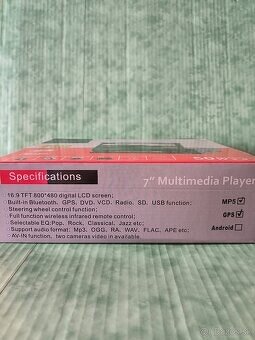 Specifications
7" Multimedia Player
16:9 TFT 800*480 digital LCD screen;
Built-in Bluetooth, GPS, DVD, VCD, Radio, SD, USB function;
Steering wheel control function;
Full function wireless infrared remote control;
Selectable EQ:Pop, Rock, Classical, Jazz etc;
Support audio format: Mp3, OGG, RA, WAV, FLAC, APE etc;
AV-IN function, two cameras video in available.
MP5
GPS
Android